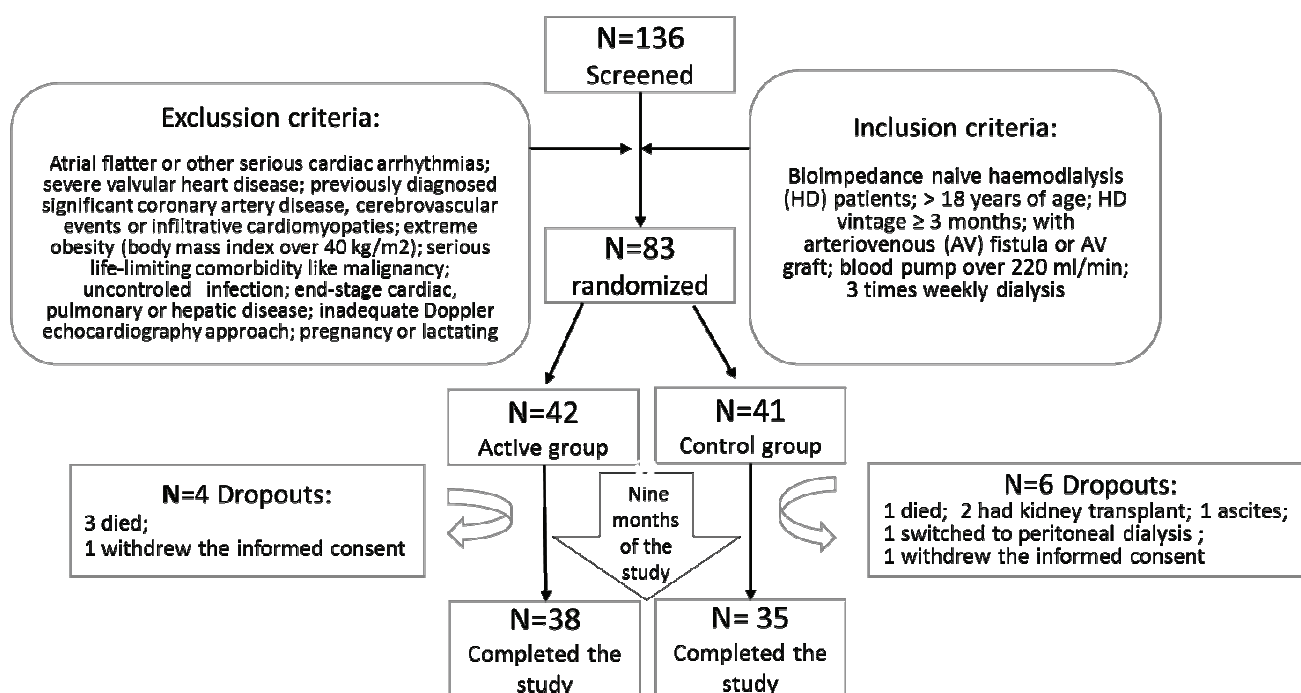 N=136
Screened
Exclussion criteria:
Atrial flatter or other serious cardiac arrhythmias;
severe valvular heart disease; previously diagnosed
significant coronary artery disease, cerebrovascular
events or infiltrative cardiomyopaties; extreme
obesity (body mass index over 40 kg/m2); serious
life-limiting comorbidity like malignancy;
uncontroled infection; end-stage cardiac,
pulmonary or hepatic disease; inadequate Doppler
echocardiography approach; pregnancy or lactating
Inclusion criteria:
Bioimpedance naive haemodialysis
(HD) patients; > 18 years of age; HD
vintage ≥ 3 months; with
arteriovenous (AV) fistula or AV
graft; blood pump over 220 ml/min;
3 times weekly dialysis
N=83
randomized
N=42
Active group
N=41
Control group
N=4 Dropouts:
3 died;
1 withdrew the informed consent
Nine
months
of the
study
N=6 Dropouts:
1 died; 2 had kidney transplant; 1 ascites;
1 switched to peritoneal dialysis ;
1 withdrew the informed consent
N=38
Completed the
study
N= 35
Completed the
study